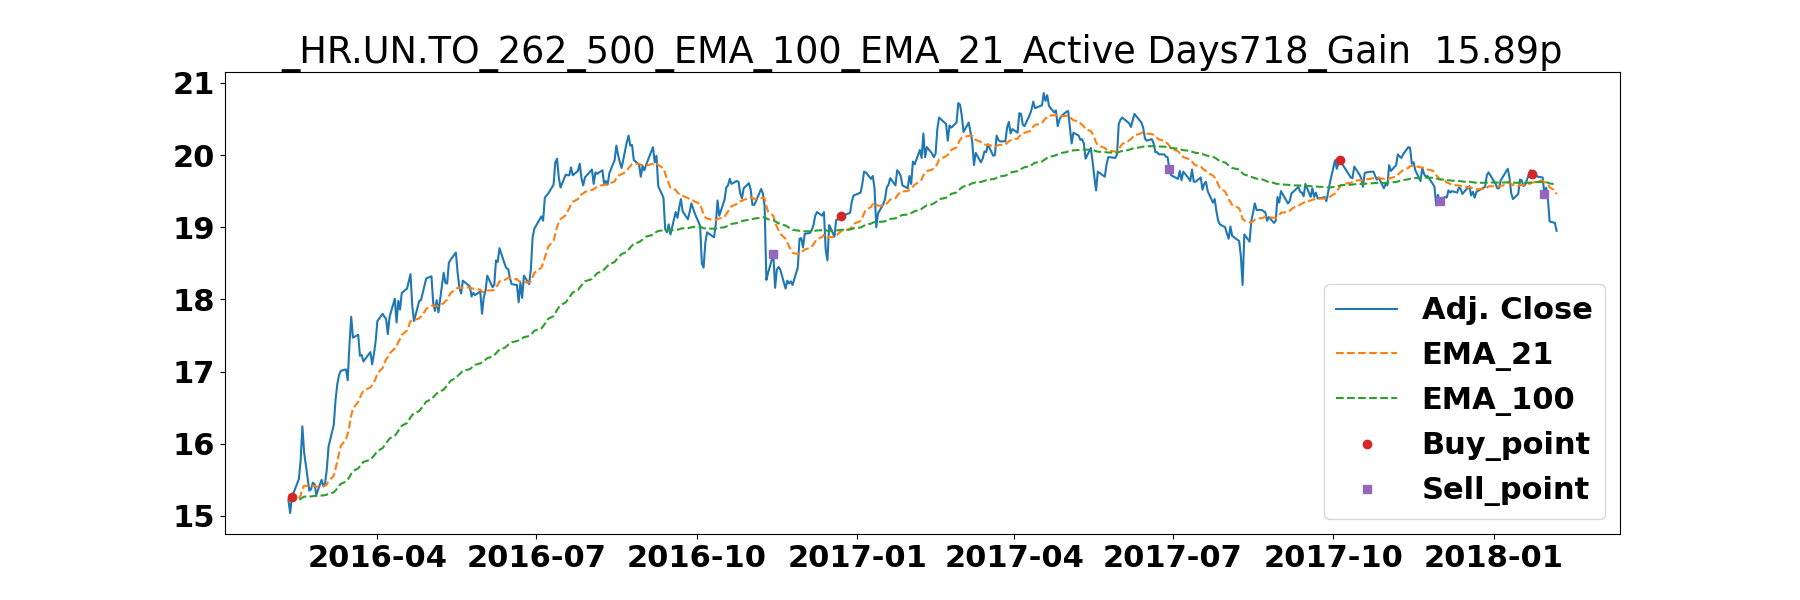 _HR.UN.TO_262_500_EMA_100_EMA_21_Active Days718_Gain  15.89p
21
20
19
18
17
16
15
2016-04 2016-07 2016-10 2017-01 2017-04 2017-07 2017-10 2018-01
Adj. Close
EMA_21
EMA_100
Buy_point
Sell_point